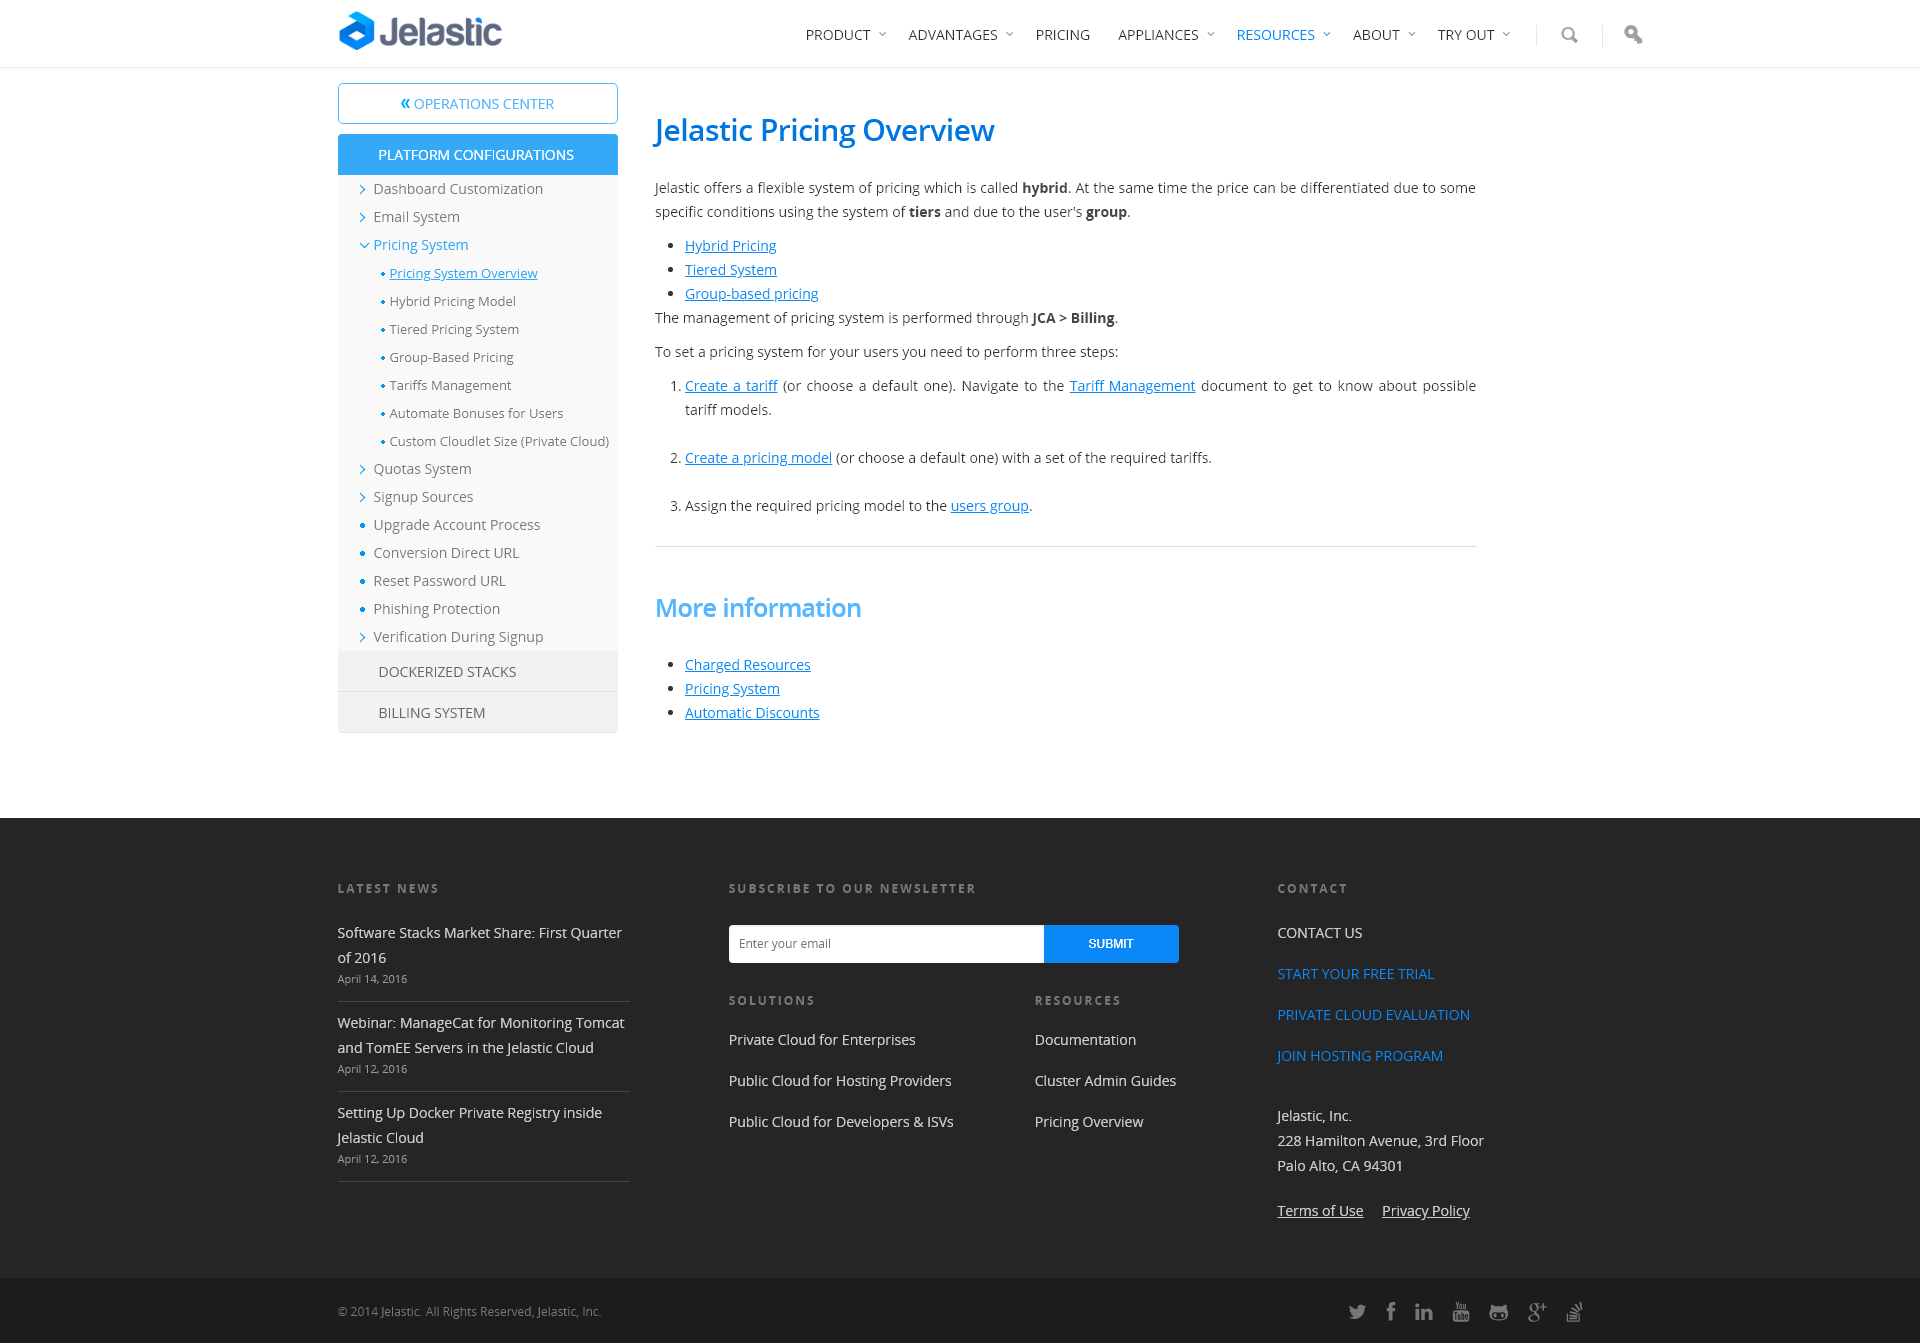 Jelastic
PRODUCT
ADVANTAGES
PRICING
APPLIANCES
RESOURCES
ABOUT
TRY OUT
« OPERATIONS CENTER
PLATFORM CONFIGURATIONS
Dashboard Customization
Email System
Pricing System
Pricing System Overview
Hybrid Pricing Model
Tiered Pricing System
Group-Based Pricing
Tariffs Management
Automate Bonuses for Users
Custom Cloudlet Size (Private Cloud)
Quotas System
Signup Sources
Upgrade Account Process
Conversion Direct URL
Reset Password URL
Phishing Protection
Verification During Signup
DOCKERIZED STACKS
BILLING SYSTEM
Jelastic Pricing Overview
Jelastic offers a flexible system of pricing which is called hybrid. At the same time the price can be differentiated due to some
specific conditions using the system of tiers and due to the user's group.
Hybrid Pricing
Tiered System
Group-based pricing
The management of pricing system is performed through JCA > Billing.
To set a pricing system for your users you need to perform three steps:
1. Create a tariff (or choose a default one). Navigate to the Tariff Management document to get to know about possible
tariff models.
2. Create a pricing model (or choose a default one) with a set of the required tariffs.
3. Assign the required pricing model to the users group.
More information
Charged Resources
Pricing System
Automatic Discounts
LATEST NEWS
Software Stacks Market Share: First Quarter
of 2016
April 14, 2016
Webinar: ManageCat for Monitoring Tomcat
and TomEE Servers in the Jelastic Cloud
April 12, 2016
Setting Up Docker Private Registry inside
Jelastic Cloud
April 12, 2016
SUBSCRIBE TO OUR NEWSLETTER
Enter your email
SUBMIT
SOLUTIONS
Private Cloud for Enterprises
Public Cloud for Hosting Providers
Public Cloud for Developers & ISVs
RESOURCES
Documentation
Cluster Admin Guides
Pricing Overview
CONTACT
CONTACT US
START YOUR FREE TRIAL
PRIVATE CLOUD EVALUATION
JOIN HOSTING PROGRAM
Jelastic, Inc.
228 Hamilton Avenue, 3rd Floor
Palo Alto, CA 94301
Terms of Use Privacy Policy
© 2014 Jelastic. All Rights Reserved, Jelastic, Inc.
You Tube